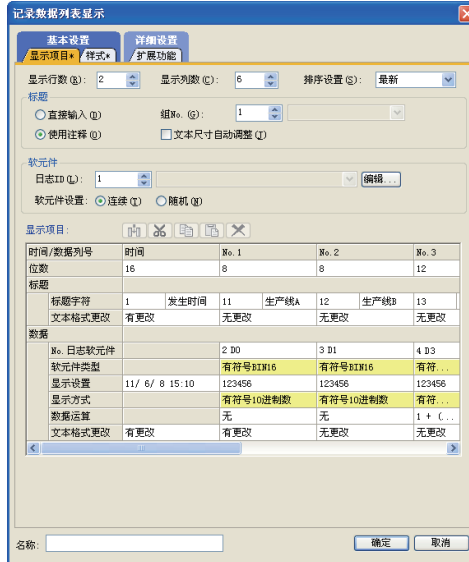 记录数据列表显示
基本设置 详细设置
显示项目* 样式* 扩展功能
显示行数(R): 2 显示列数(C): 6 排序设置(S): 最新
标题
直接输入(D) 组No.(G): 1
使用注释(O) 文本尺寸自动调整(J)
软元件
日志ID(L): 1 编辑...
软元件设置: 连续(T) 随机(N)
显示项目:
时间/数据列号 时间 No.1 No.2 No.3
位数 16 8 8 12
标题
标题字符 1 发生时间 11 生产线A 12 生产线B 13
文本格式更改 有更改 无更改 无更改 无更改
数据
No.日志软元件 2 D0 3 D1 4 D3
软元件类型 有符号BIN16 有符号BIN16 有符...
显示设置 11/ 6/ 8 15:10 123456 123456 123456
显示方式 有符号10进制数 有符号10进制数 有符...
数据运算 无 无 1 + (...
文本格式更改 有更改 有更改 无更改 无更改
名称: 确定 取消